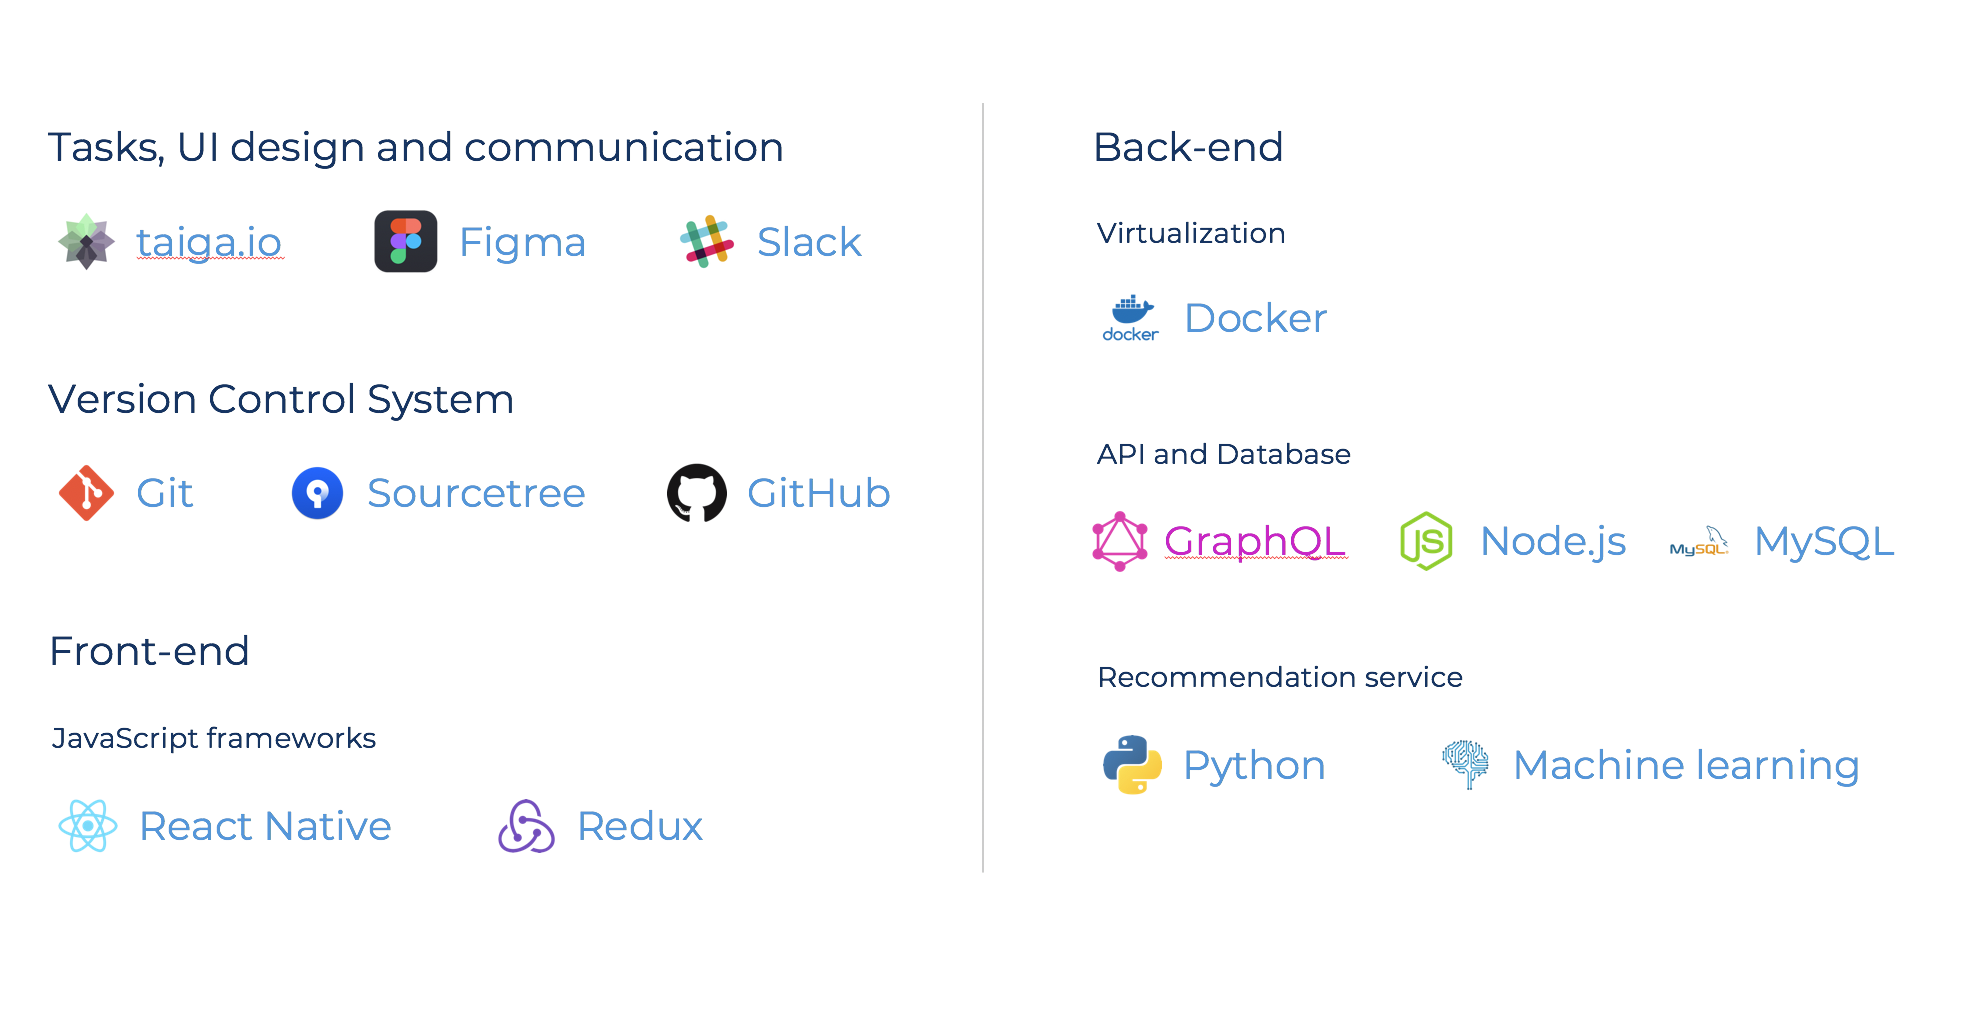 Tasks, UI design and communication
taiga.io Figma Slack
Version Control System
Git Sourcetree GitHub
Front-end
JavaScript frameworks
React Native Redux
Back-end
Virtualization
docker Docker
API and Database
GraphQL JS Node.js MySQL MySQL
Recommendation service
Python Machine learning